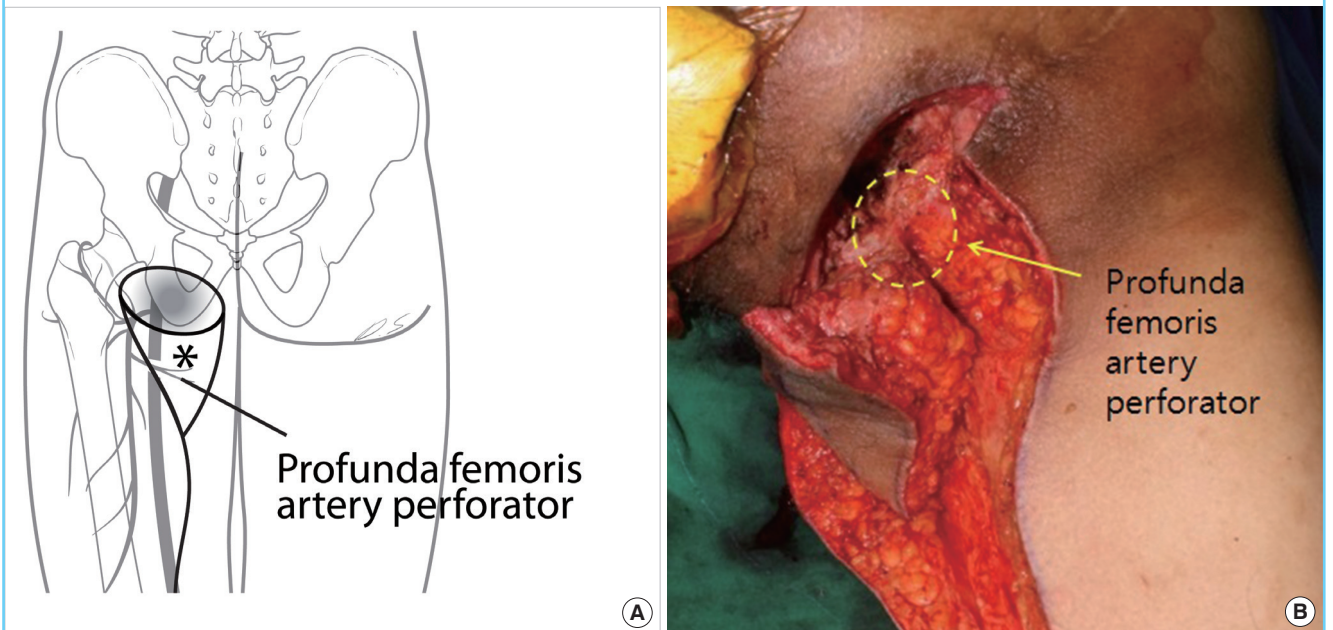 *
Profunda femoris
artery perforator
A
Profunda
femoris
artery
perforator
B